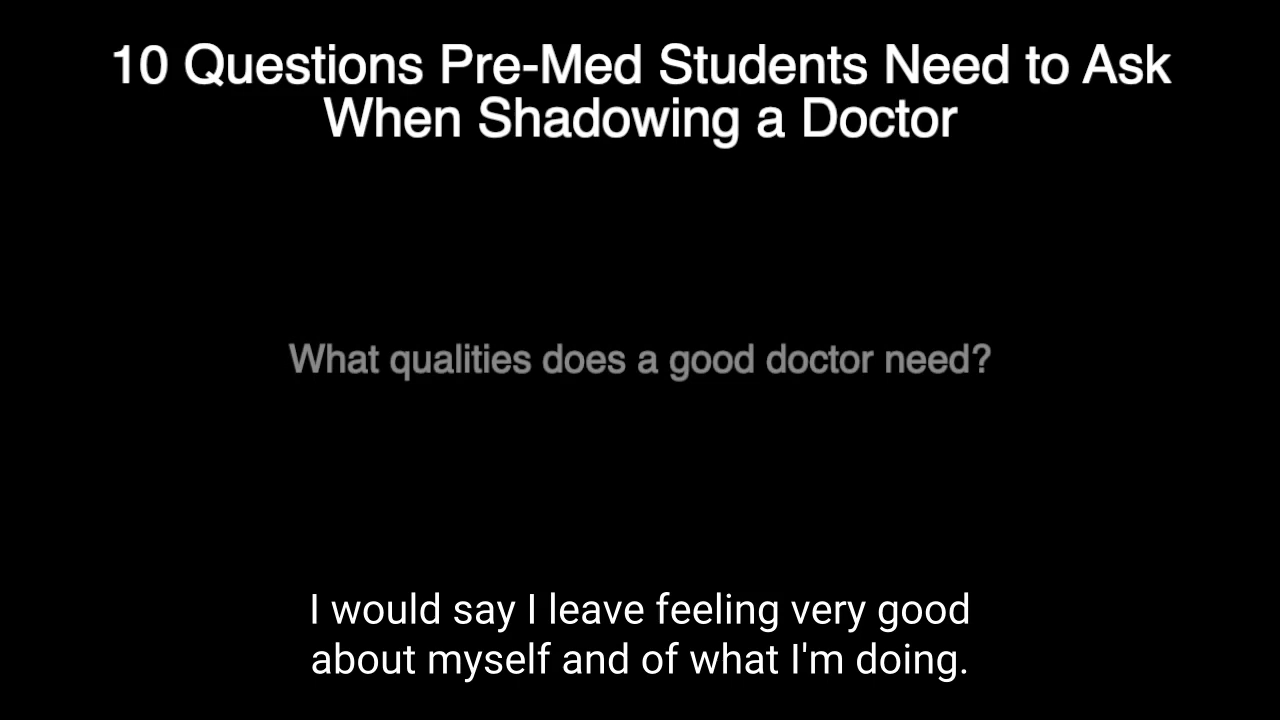 10 Questions Pre-Med Students Need to Ask
When Shadowing a Doctor
What qualities does a good doctor need?
I would say I leave feeling very good
about myself and of what I'm doing.